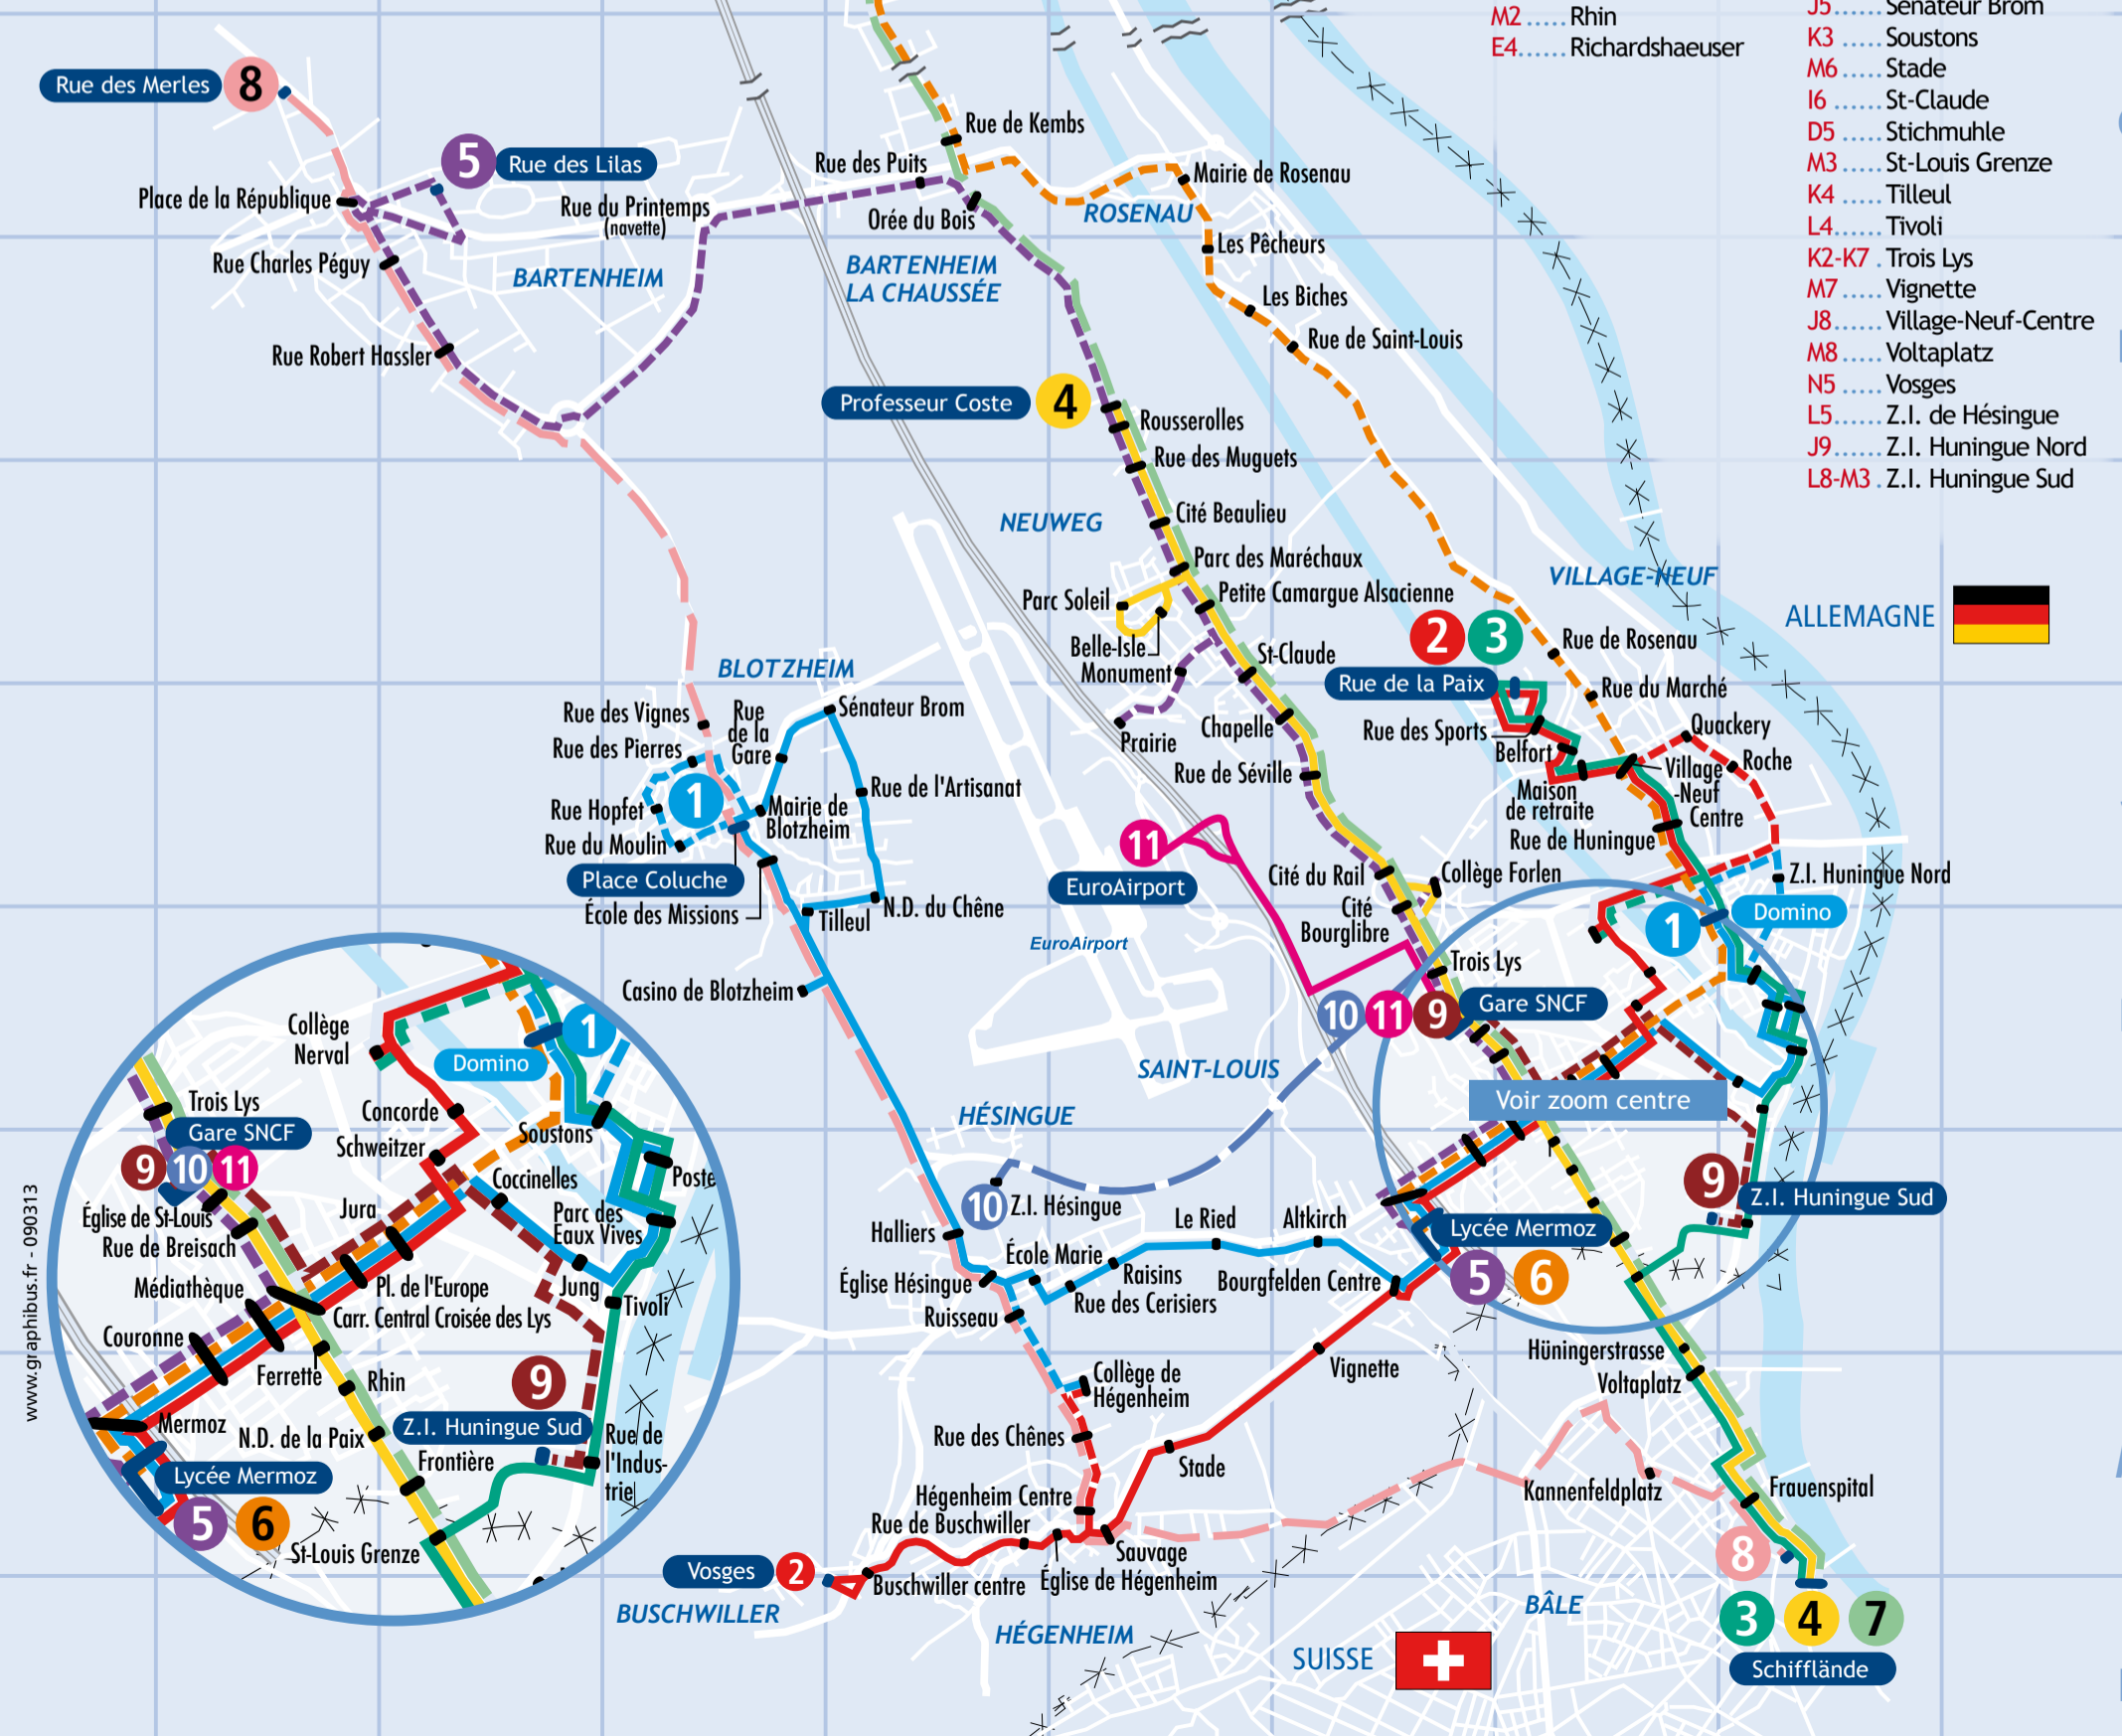 M2 ..... Rhin
E4...... Richardshaeuser
J5...... Sénateur Brom
K3 ..... Soustons
M6 ..... Stade
I6 ...... St-Claude
D5 ..... Stichmuhle
M3 ..... St-Louis Grenze
K4 ..... Tilleul
L4..... Tivoli
K2-K7 . Trois Lys
M7 ..... Vignette
J8...... Village-Neuf-Centre
M8 ..... Voltaplatz
N5 ..... Vosges
L5...... Z.I. de Hésingue
J9...... Z.I. Huningue Nord
L8-M3 . Z.I. Huningue Sud
Rue des Merles 8
5 Rue des Lilas
Place de la République
Rue Charles Péguy
Rue Robert Hassler
BARTENHEIM
Rue du Printemps
(navette)
Rue des Puits
Rue de Kembs
Orée du Bois
BARTENHEIM
LA CHAUSSÉE
Mairie de Rosenau
ROSENAU
Les Pêcheurs
Les Biches
Rue de Saint-Louis
Professeur Coste 4
Rousserolles
Rue des Muguets
Cité Beaulieu
NEUWEG
Parc des Maréchaux
Parc Soleil
Petite Camargue Alsacienne
Belle-Isle
Monument
St-Claude
Prairie
Chapelle
Rue de Séville
VILLAGE-NEUF
ALLEMAGNE
2 3
Rue de la Paix
Rue de Rosenau
Rue du Marché
Rue des Sports
Belfort
Quackery
Roche
Village
-Neuf
Centre
Maison
de retraite
Rue de Huningue
Z.I. Huningue Nord
BLOTZHEIM
Rue des Vignes
Rue
de la
Gare
Sénateur Brom
Rue des Pierres
1
Rue de l'Artisanat
Rue Hopfet
Mairie de
Blotzheim
Rue du Moulin
Place Coluche
École des Missions
Tilleul
N.D. du Chêne
Casino de Blotzheim
11
EuroAirport
EuroAirport
Cité du Rail
Collège Forlen
Cité
Bourglibre
Trois Lys
10 11 9 Gare SNCF
1 Domino
SAINT-LOUIS
Voir zoom centre
HÉSINGUE
10 Z.I. Hésingue
Halliers
École Marie
Le Ried
Altkirch
Église Hésingue
Raisins
Rue des Cerisiers
Bourgfelden Centre
Ruisseau
Lycée Mermoz
5 6
9
Z.I. Huningue Sud
Collège de
Hégenheim
Vignette
Rue des Chênes
Stade
Hüningerstrasse
Voltaplatz
Hégenheim Centre
Rue de Buschwiller
Kannenfeldplatz
Frauenspital
Sauvage
Vosges 2
Buschwiller centre
Église de Hégenheim
BUSCHWILLER
HÉGENHEIM
BÂLE
SUISSE
8
3 4 7
Schifflände
Collège
Nerval
1
Domino
Trois Lys
Gare SNCF
9 10 11
Concorde
Schweitzer
Soustons
Poste
Coccinelles
Église de St-Louis
Rue de Breisach
Jura
Parc des
Eaux Vives
Médiathèque
Pl. de l'Europe
Jung
Tivoli
Carr. Central Croisée des Lys
Couronne
Ferrette
Rhin
9
Mermoz
N.D. de la Paix
Z.I. Huningue Sud
Rue de
l'Indus-
trie
Frontière
Lycée Mermoz
5 6
St-Louis Grenze
www.graphibus.fr - 090313